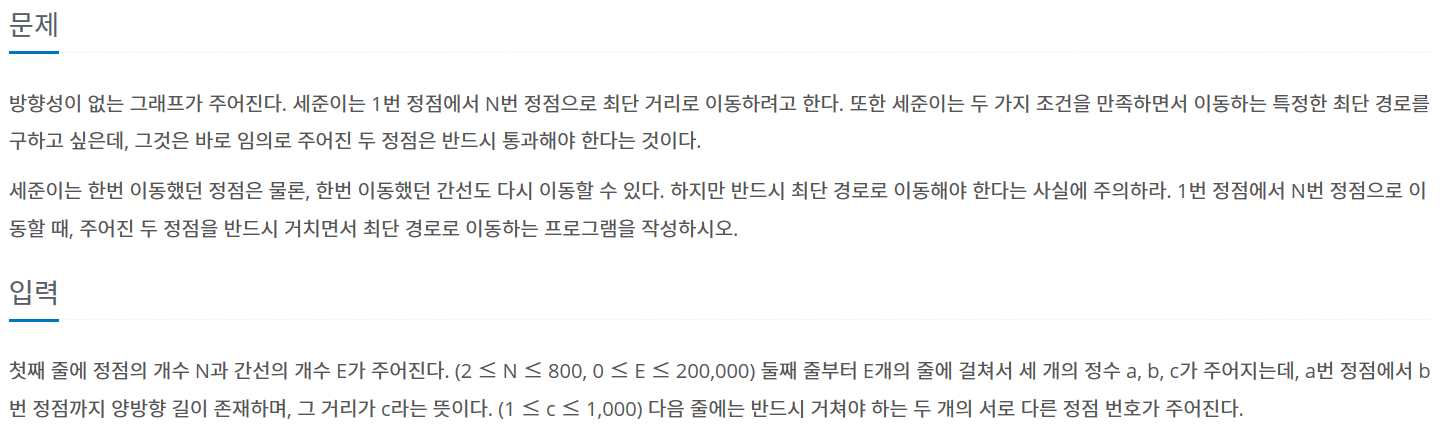 문제
방향성이 없는 그래프가 주어진다. 세준이는 1번 정점에서 N번 정점으로 최단 거리로 이동하려고 한다. 또한 세준이는 두 가지 조건을 만족하면서 이동하는 특정한 최단 경로를
구하고 싶은데, 그것은 바로 임의로 주어진 두 정점은 반드시 통과해야 한다는 것이다.
세준이는 한번 이동했던 정점은 물론, 한번 이동했던 간선도 다시 이동할 수 있다. 하지만 반드시 최단 경로로 이동해야 한다는 사실에 주의하라. 1번 정점에서 N번 정점으로 이
동할 때, 주어진 두 정점을 반드시 거치면서 최단 경로로 이동하는 프로그램을 작성하시오.
입력
첫째 줄에 정점의 개수 N과 간선의 개수 E가 주어진다. (2 ≤ N ≤ 800, 0 ≤ E ≤ 200,000) 둘째 줄부터 E개의 줄에 걸쳐서 세 개의 정수 a, b, c가 주어지는데, a번 정점에서 b
번 정점까지 양방향 길이 존재하며, 그 거리가 c라는 뜻이다. (1 ≤ c ≤ 1,000) 다음 줄에는 반드시 거쳐야 하는 두 개의 서로 다른 정점 번호가 주어진다.